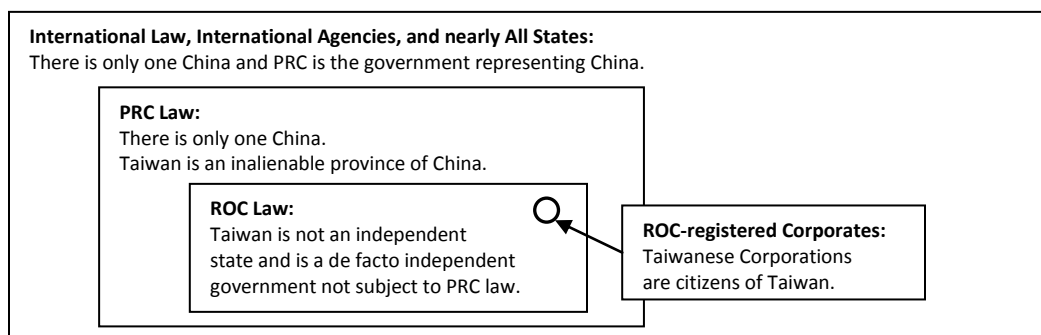 International Law, International Agencies, and nearly All States:
There is only one China and PRC is the government representing China.
PRC Law:
There is only one China.
Taiwan is an inalienable province of China.
ROC Law:
Taiwan is not an independent
state and is a de facto independent
government not subject to PRC law.
ROC-registered Corporates:
Taiwanese Corporations
are citizens of Taiwan.